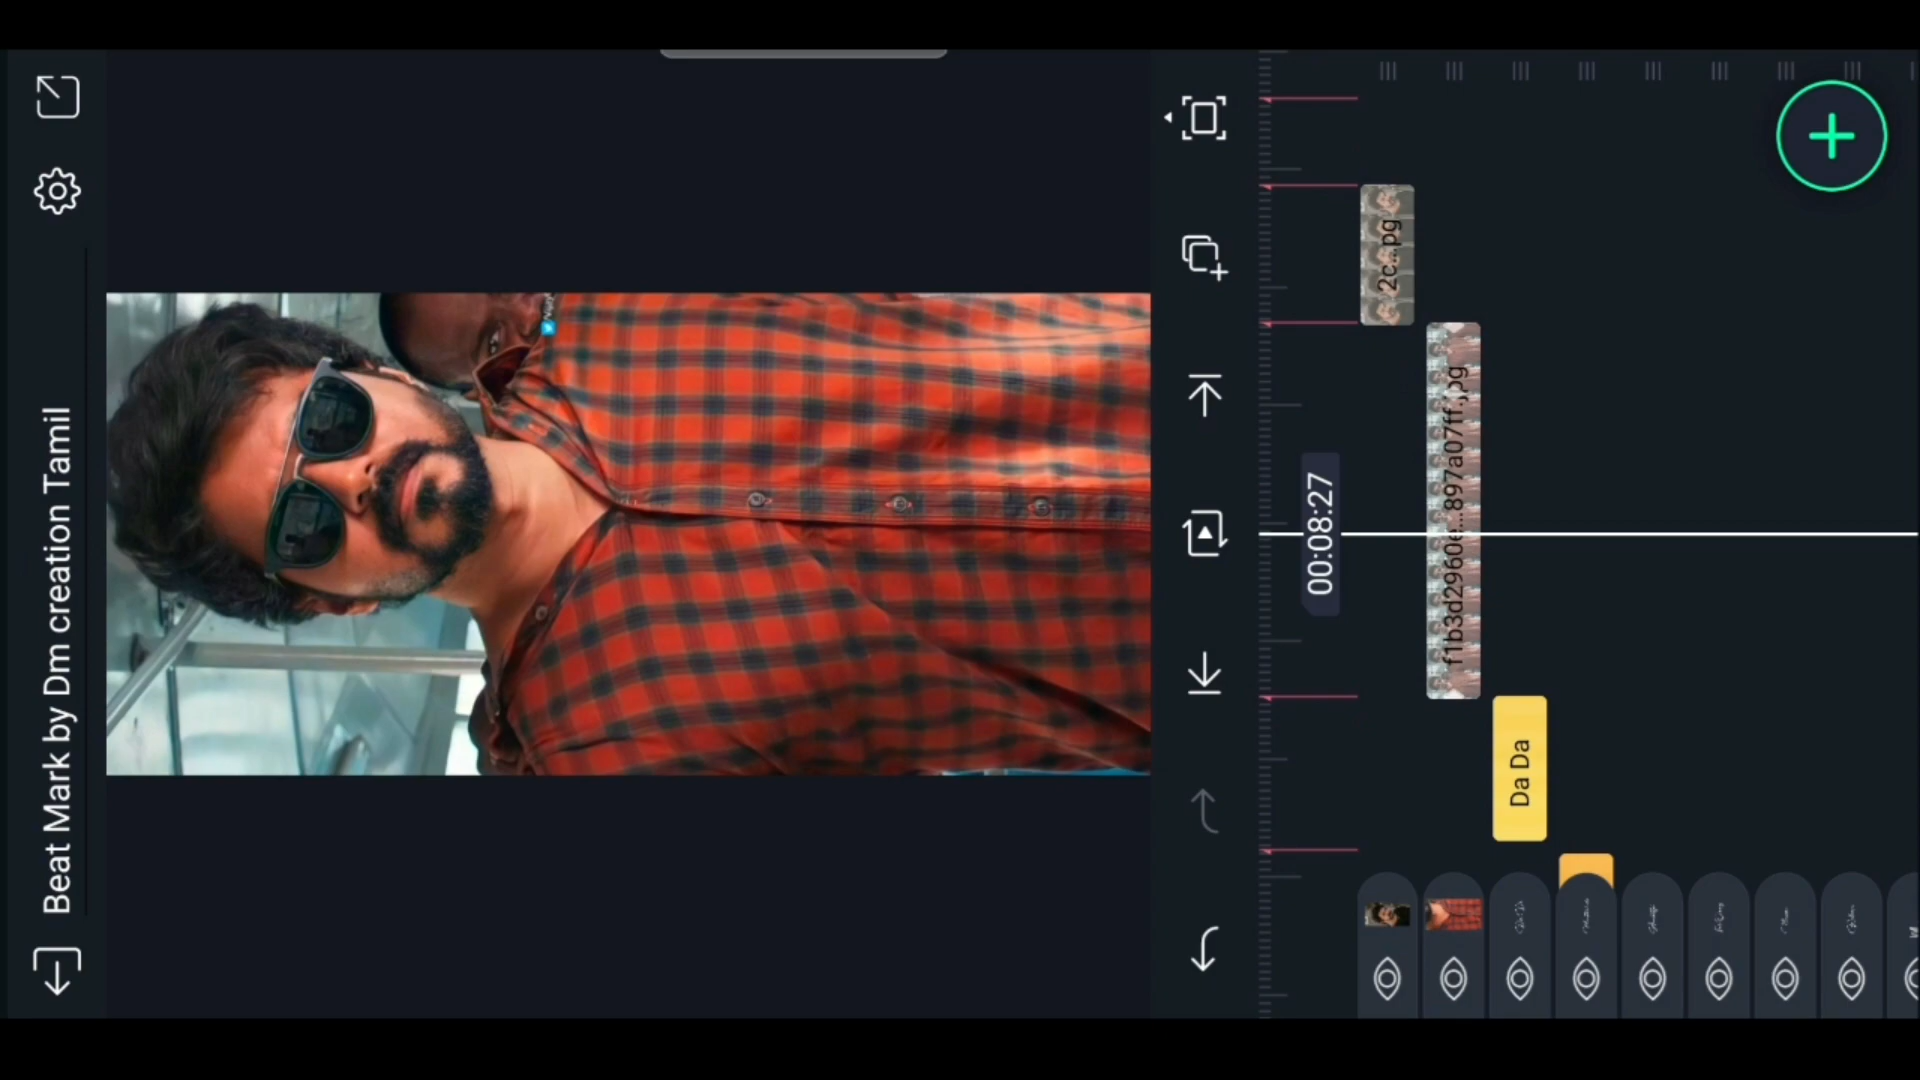 Beat Mark by Dm creation Tamil
00:08:27
2c...pg
f1b3d2960e...897a07ff.jpg
Da Da